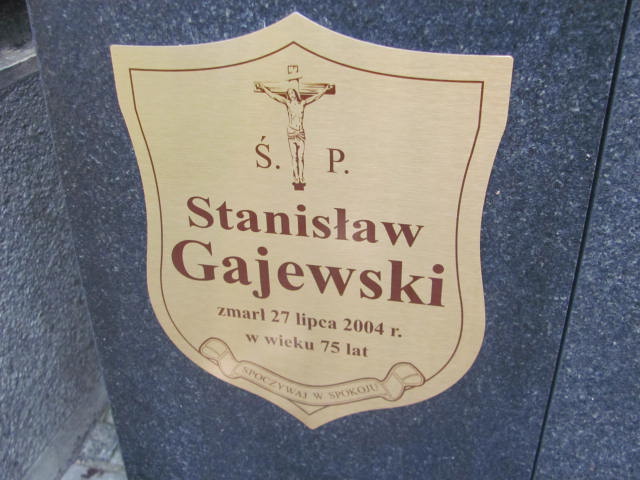 Ś. P.
Stanisław
Gajewski
zmarł 27 lipca 2004 r.
w wieku 75 lat
SPOCZYWAJ W SPOKOJU